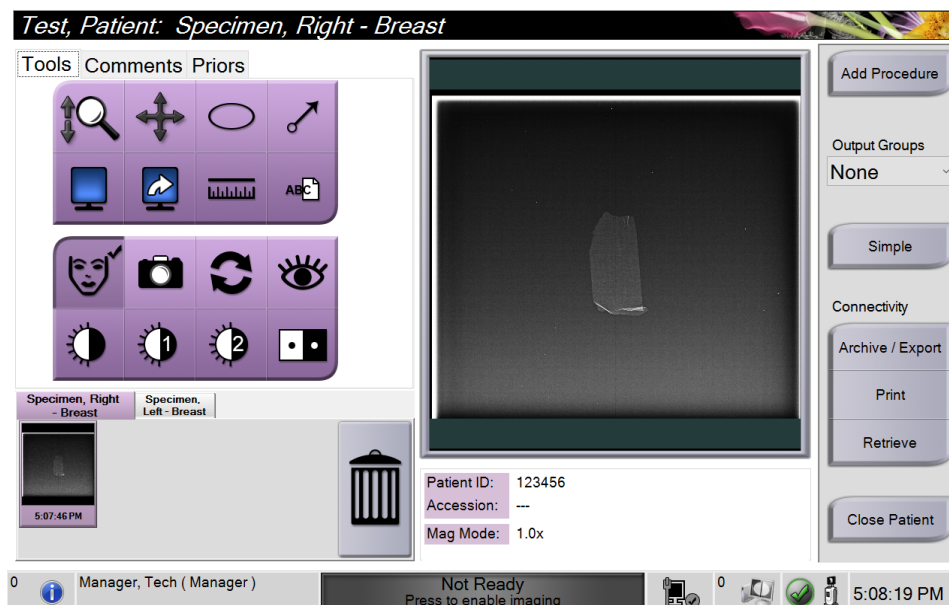 Test, Patient: Specimen, Right - Breast
Tools Comments Priors
ABC
1 2
Specimen, Right
- Breast
Specimen,
Left - Breast
5:07:46 PM
Patient ID: 123456
Accession: ---
Mag Mode: 1.0x
Add Procedure
Output Groups
None
Simple
Connectivity
Archive / Export
Print
Retrieve
Close Patient
0
Manager, Tech ( Manager )
Not Ready
Press to enable imaging
0
5:08:19 PM